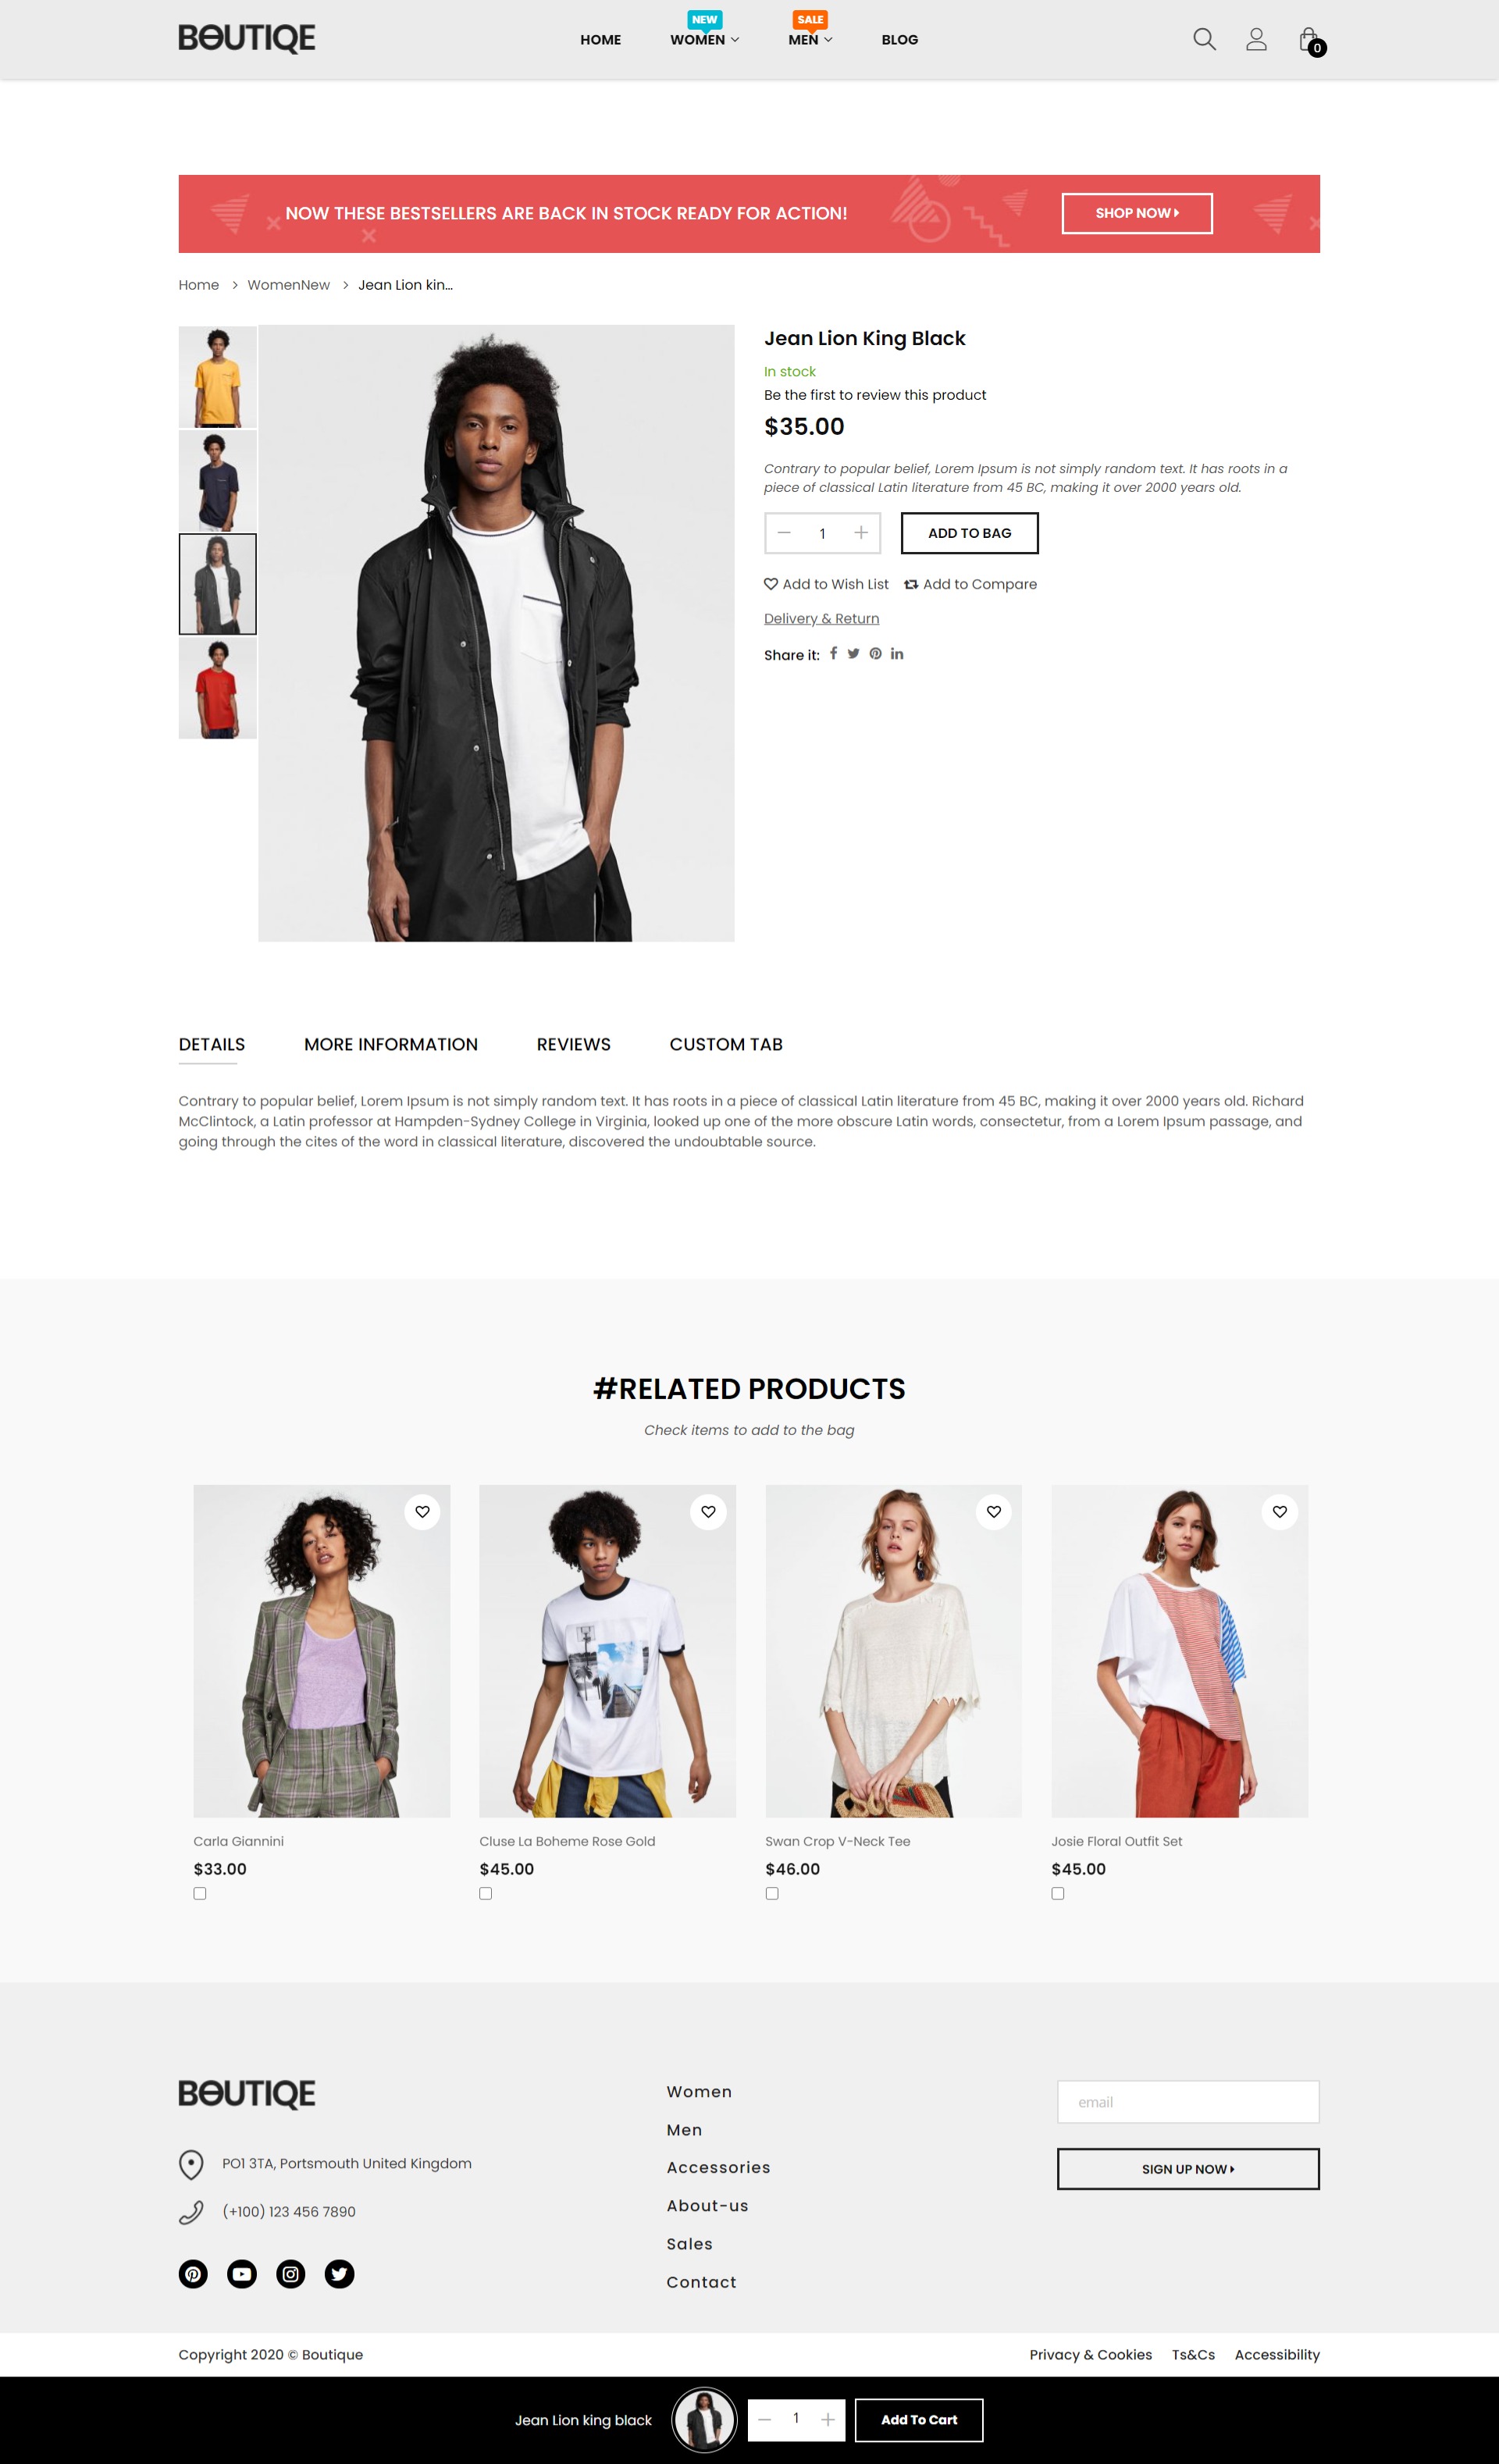 BOUTIQE
HOME
NEW
WOMEN
SALE
MEN
BLOG
0
NOW THESE BESTSELLERS ARE BACK IN STOCK READY FOR ACTION!
SHOP NOW
Home > WomenNew > Jean Lion kin...
Jean Lion King Black
In stock
Be the first to review this product
$35.00
Contrary to popular belief, Lorem Ipsum is not simply random text. It has roots in a
piece of classical Latin literature from 45 BC, making it over 2000 years old.
1
ADD TO BAG
Add to Wish List
Add to Compare
Delivery & Return
Share it:
DETAILS
MORE INFORMATION
REVIEWS
CUSTOM TAB
Contrary to popular belief, Lorem Ipsum is not simply random text. It has roots in a piece of classical Latin literature from 45 BC, making it over 2000 years old. Richard
McClintock, a Latin professor at Hampden-Sydney College in Virginia, looked up one of the more obscure Latin words, consectetur, from a Lorem Ipsum passage, and
going through the cites of the word in classical literature, discovered the undoubtable source.
#RELATED PRODUCTS
Check items to add to the bag
Carla Giannini
$33.00
Cluse La Boheme Rose Gold
$45.00
Swan Crop V-Neck Tee
$46.00
Josie Floral Outfit Set
$45.00
BOUTIQE
PO1 3TA, Portsmouth United Kingdom
(+100) 123 456 7890
Women
Men
Accessories
About-us
Sales
Contact
email
SIGN UP NOW
Copyright 2020 © Boutique
Privacy & Cookies
Ts&Cs
Accessibility
Jean Lion king black
1
Add To Cart